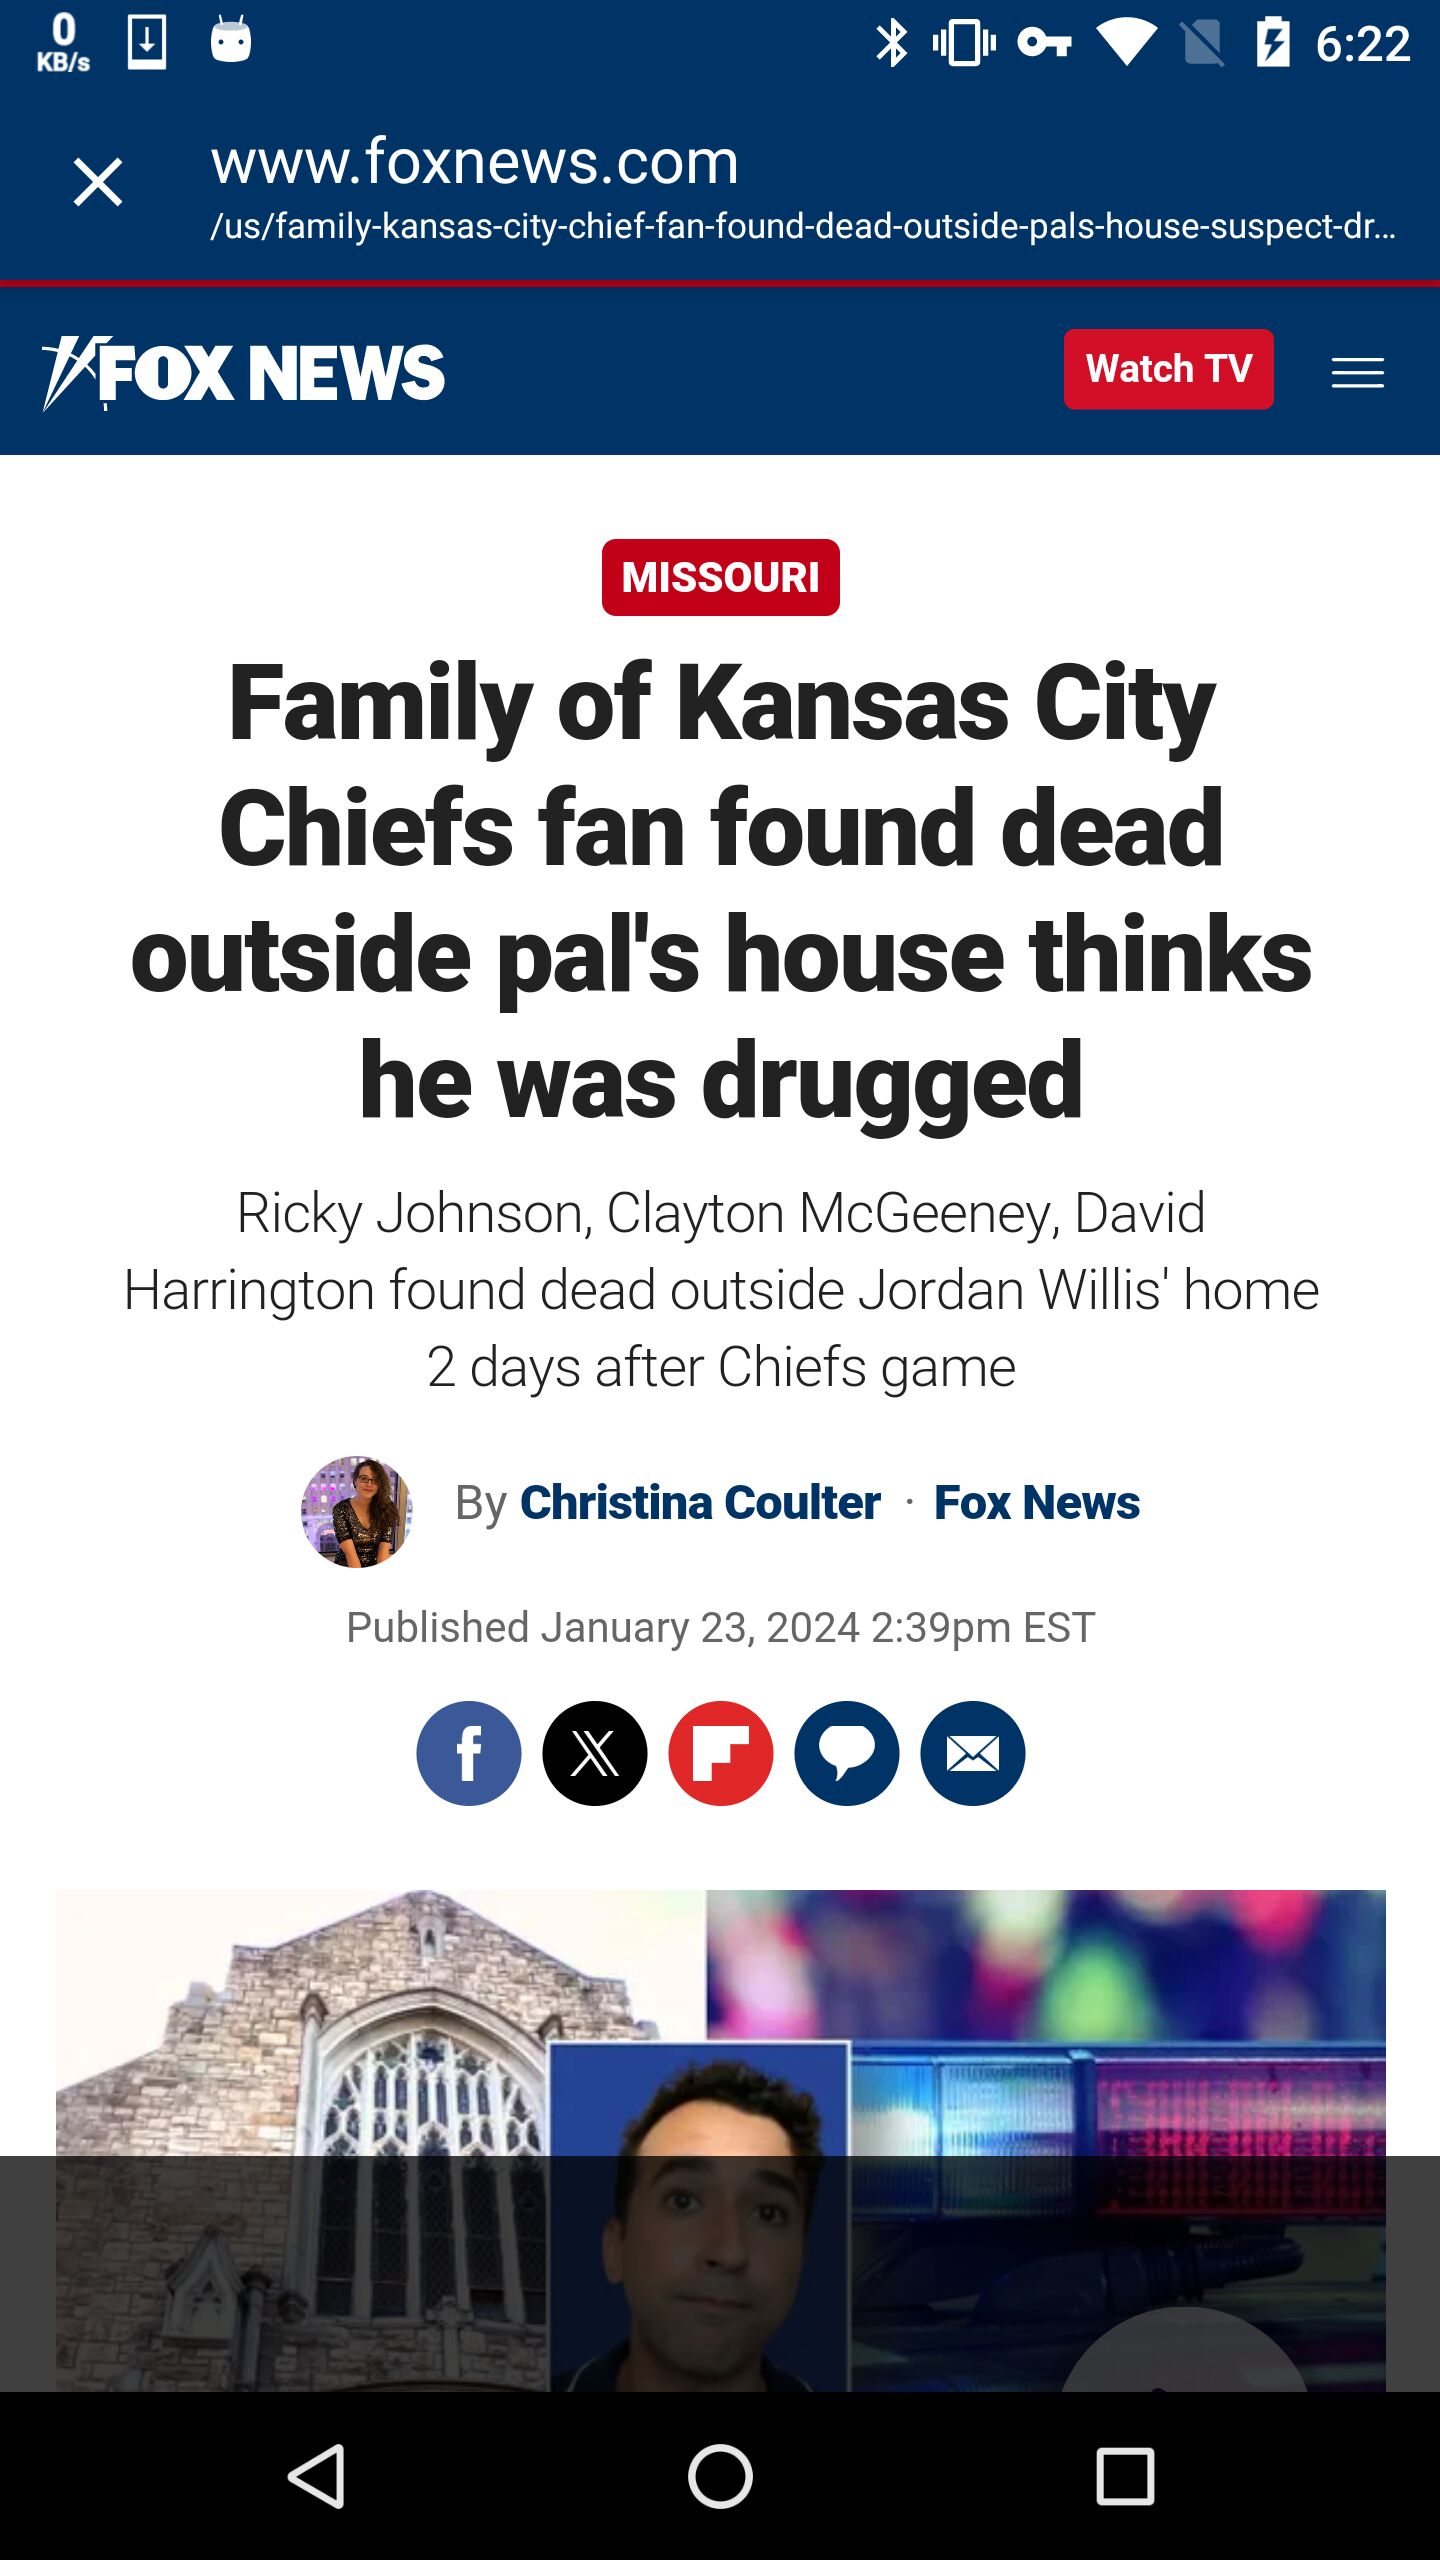 0
KB/s
6:22
www.foxnews.com
/us/family-kansas-city-chief-fan-found-dead-outside-pals-house-suspect-dr...
FOX NEWS
Watch TV
MISSOURI
Family of Kansas City
Chiefs fan found dead
outside pal's house thinks
he was drugged
Ricky Johnson, Clayton McGeeney, David
Harrington found dead outside Jordan Willis' home
2 days after Chiefs game
By Christina Coulter · Fox News
Published January 23, 2024 2:39pm EST